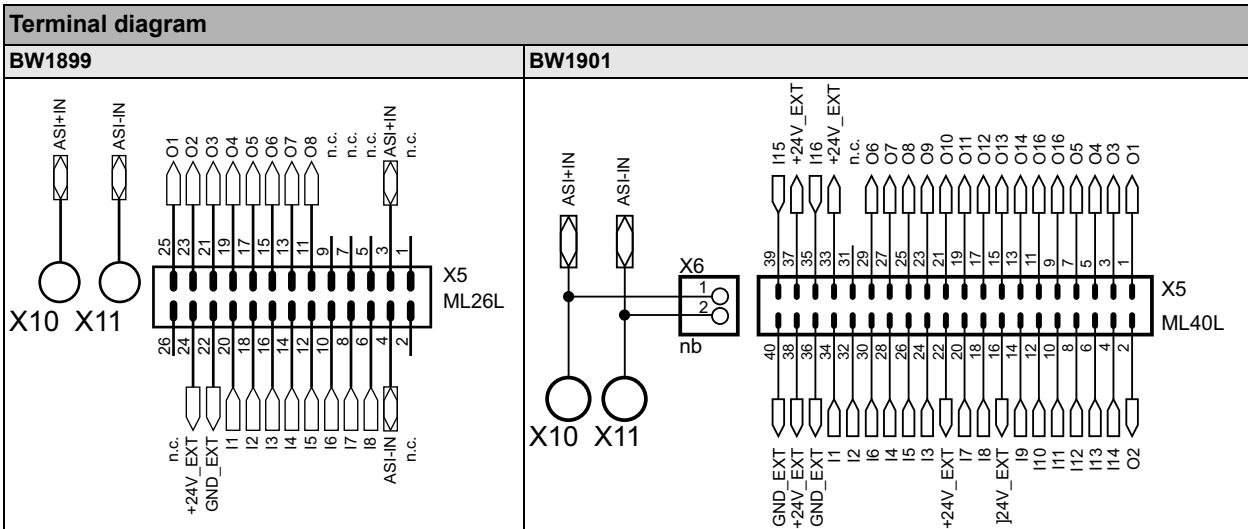 Terminal diagram
BW1899
BW1901
ASI+IN
ASI-IN
O1
O2
O3
O4
O5
O6
O7
O8
n.c.
n.c.
n.c.
ASI+IN
n.c.
25
23
21
19
17
15
13
11
9
7
5
3
1
X5
ML26L
X10 X11
26
24
22
20
18
16
14
12
10
8
6
4
2
n.c.
+24V_EXT
GND_EXT
I1
I2
I3
I4
I5
I6
I7
I8
ASI-IN
n.c.
ASI+IN
ASI-IN
X6
1
2
nb
X10 X11
I15
+24V_EXT
I16
+24V_EXT
n.c.
O6
O7
O8
O9
O10
O11
O12
O13
O14
O16
O16
O5
O4
O3
O1
39
37
35
33
31
29
27
25
23
21
19
17
15
13
11
9
7
5
3
1
X5
ML40L
40
38
36
34
32
30
28
26
24
22
20
18
16
14
12
10
8
6
4
2
GND_EXT
+24V_EXT
GND_EXT
I1
I2
I6
I4
I5
I3
+24V_EXT
I7
I8
]24V_EXT
I9
I10
I11
I12
I13
I14
O2